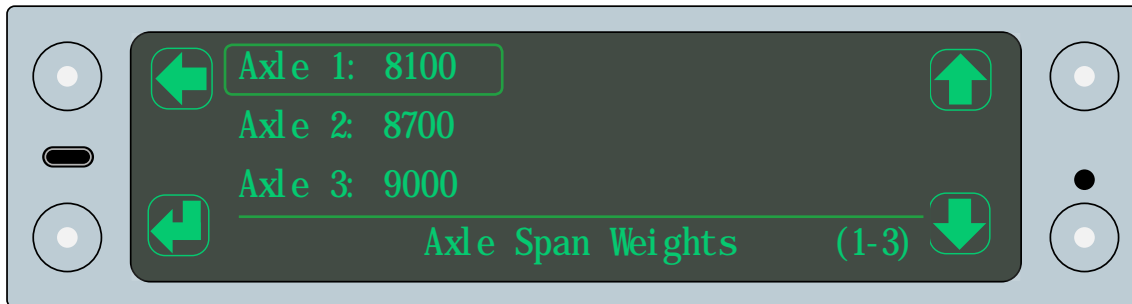 Axle 1: 8100
Axle 2: 8700
Axle 3: 9000
Axle Span Weights (1-3)